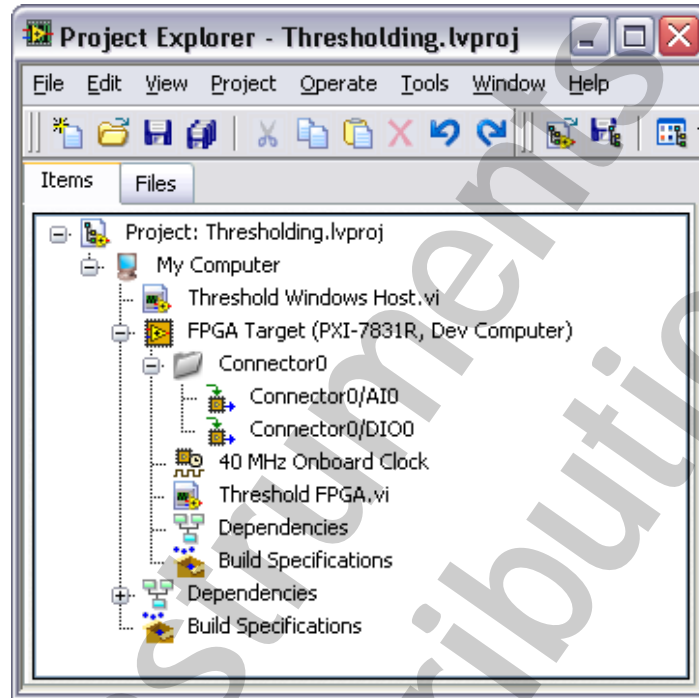 Project Explorer - Thresholding.lvproj
File Edit View Project Operate Tools Window Help
Items Files
Project: Thresholding.lvproj
My Computer
Threshold Windows Host.vi
FPGA Target (PXI-7831R, Dev Computer)
Connector0
Connector0/AI0
Connector0/DIO0
40 MHz Onboard Clock
Threshold FPGA.vi
Dependencies
Build Specifications
Dependencies
Build Specifications